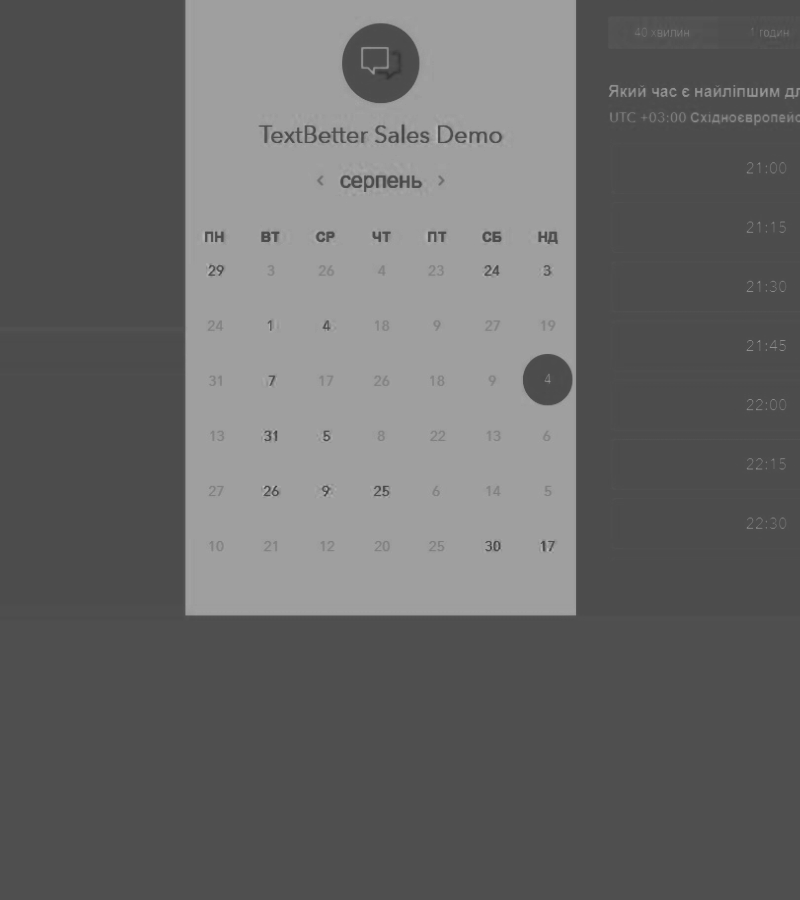 TextBetter Sales Demo
‹ серпень ›
ПН ВТ СР ЧТ ПТ СБ НД
29 3 26 4 23 24 3
24 1 4 18 9 27 19
31 7 17 26 18 9 4
13 31 5 8 22 13 6
27 26 9 25 6 14 5
10 21 12 20 25 30 17
40 хвилин 1 годин
Який час є найліпшим дл
UTC +03:00 Східноєвропейс
21:00
21:15
21:30
21:45
22:00
22:15
22:30